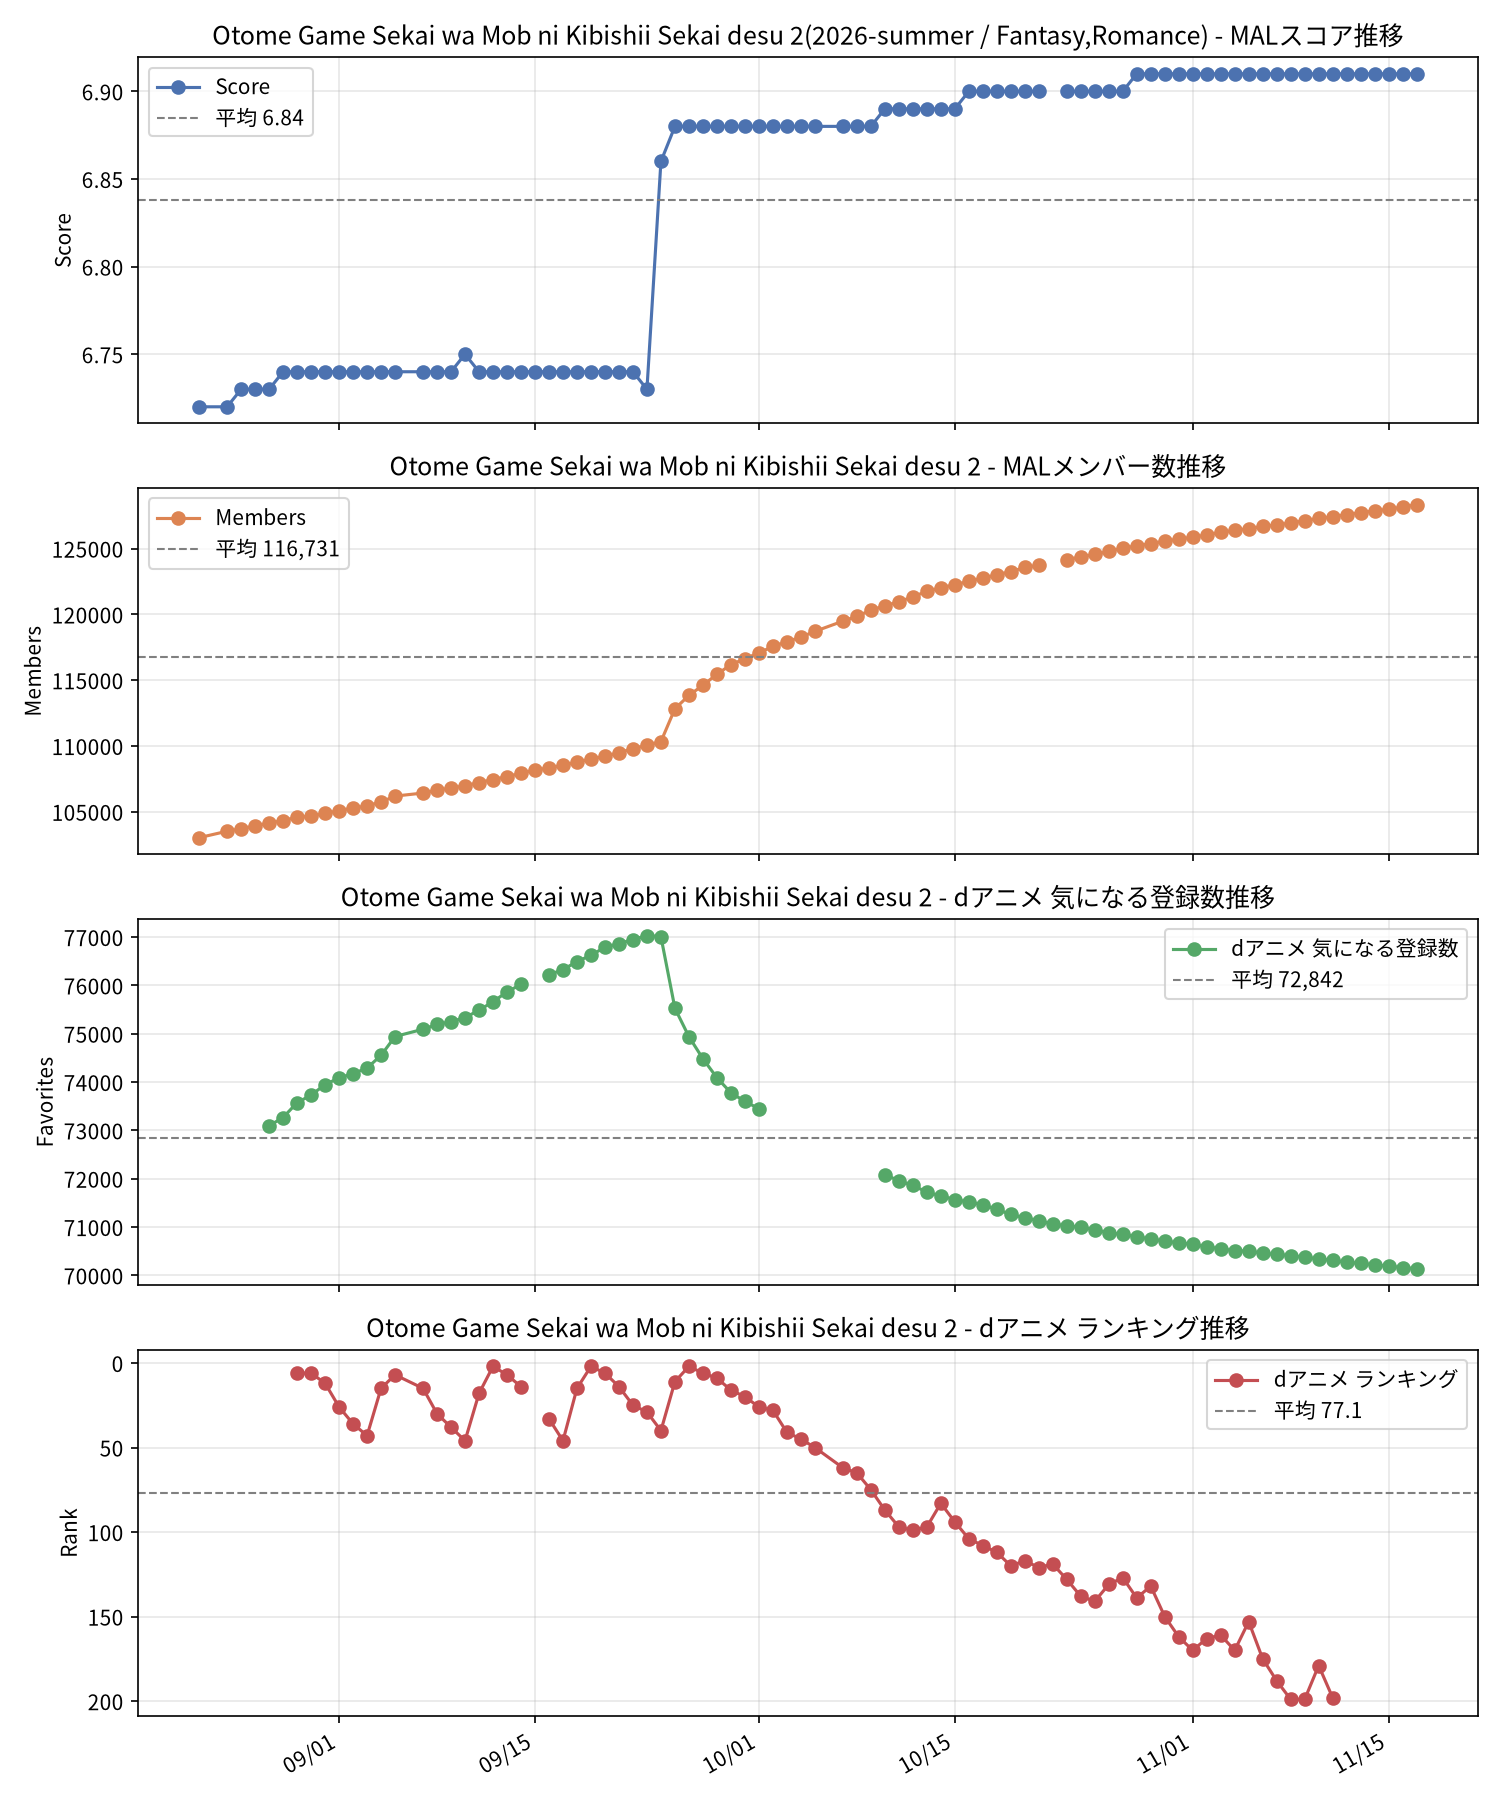 Otome Game Sekai wa Mob ni Kibishii Sekai desu 2(2026-summer / Fantasy,Romance) - MALスコア推移
Score
平均 6.84
6.90
6.85
6.80
6.75
Score
Otome Game Sekai wa Mob ni Kibishii Sekai desu 2 - MALメンバー数推移
Members
平均 116,731
125000
120000
115000
110000
105000
Members
Otome Game Sekai wa Mob ni Kibishii Sekai desu 2 - dアニメ 気になる登録数推移
dアニメ 気になる登録数
平均 72,842
77000
76000
75000
74000
73000
72000
71000
70000
Favorites
Otome Game Sekai wa Mob ni Kibishii Sekai desu 2 - dアニメ ランキング推移
dアニメ ランキング
平均 77.1
0
50
100
150
200
Rank
09/01
09/15
10/01
10/15
11/01
11/15